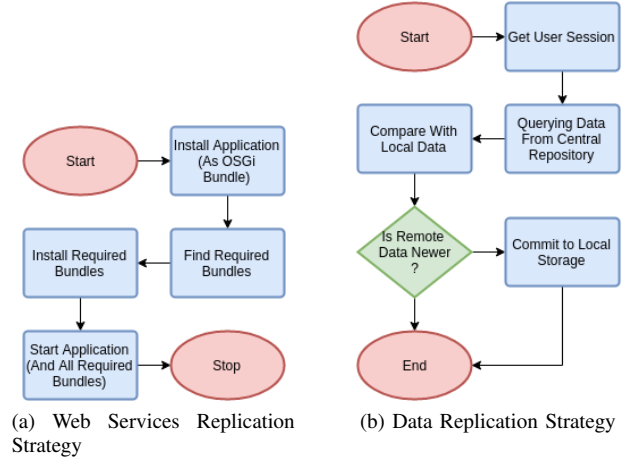 Start
Install Application
(As OSGi
Bundle)
Find Required
Bundles
Install Required
Bundles
Start Application
(And All Required
Bundles)
Stop
(a) Web Services Replication
Strategy
Start
Get User Session
Querying Data
From Central
Repository
Compare With
Local Data
Is Remote
Data Newer
?
Commit to Local
Storage
End
(b) Data Replication Strategy